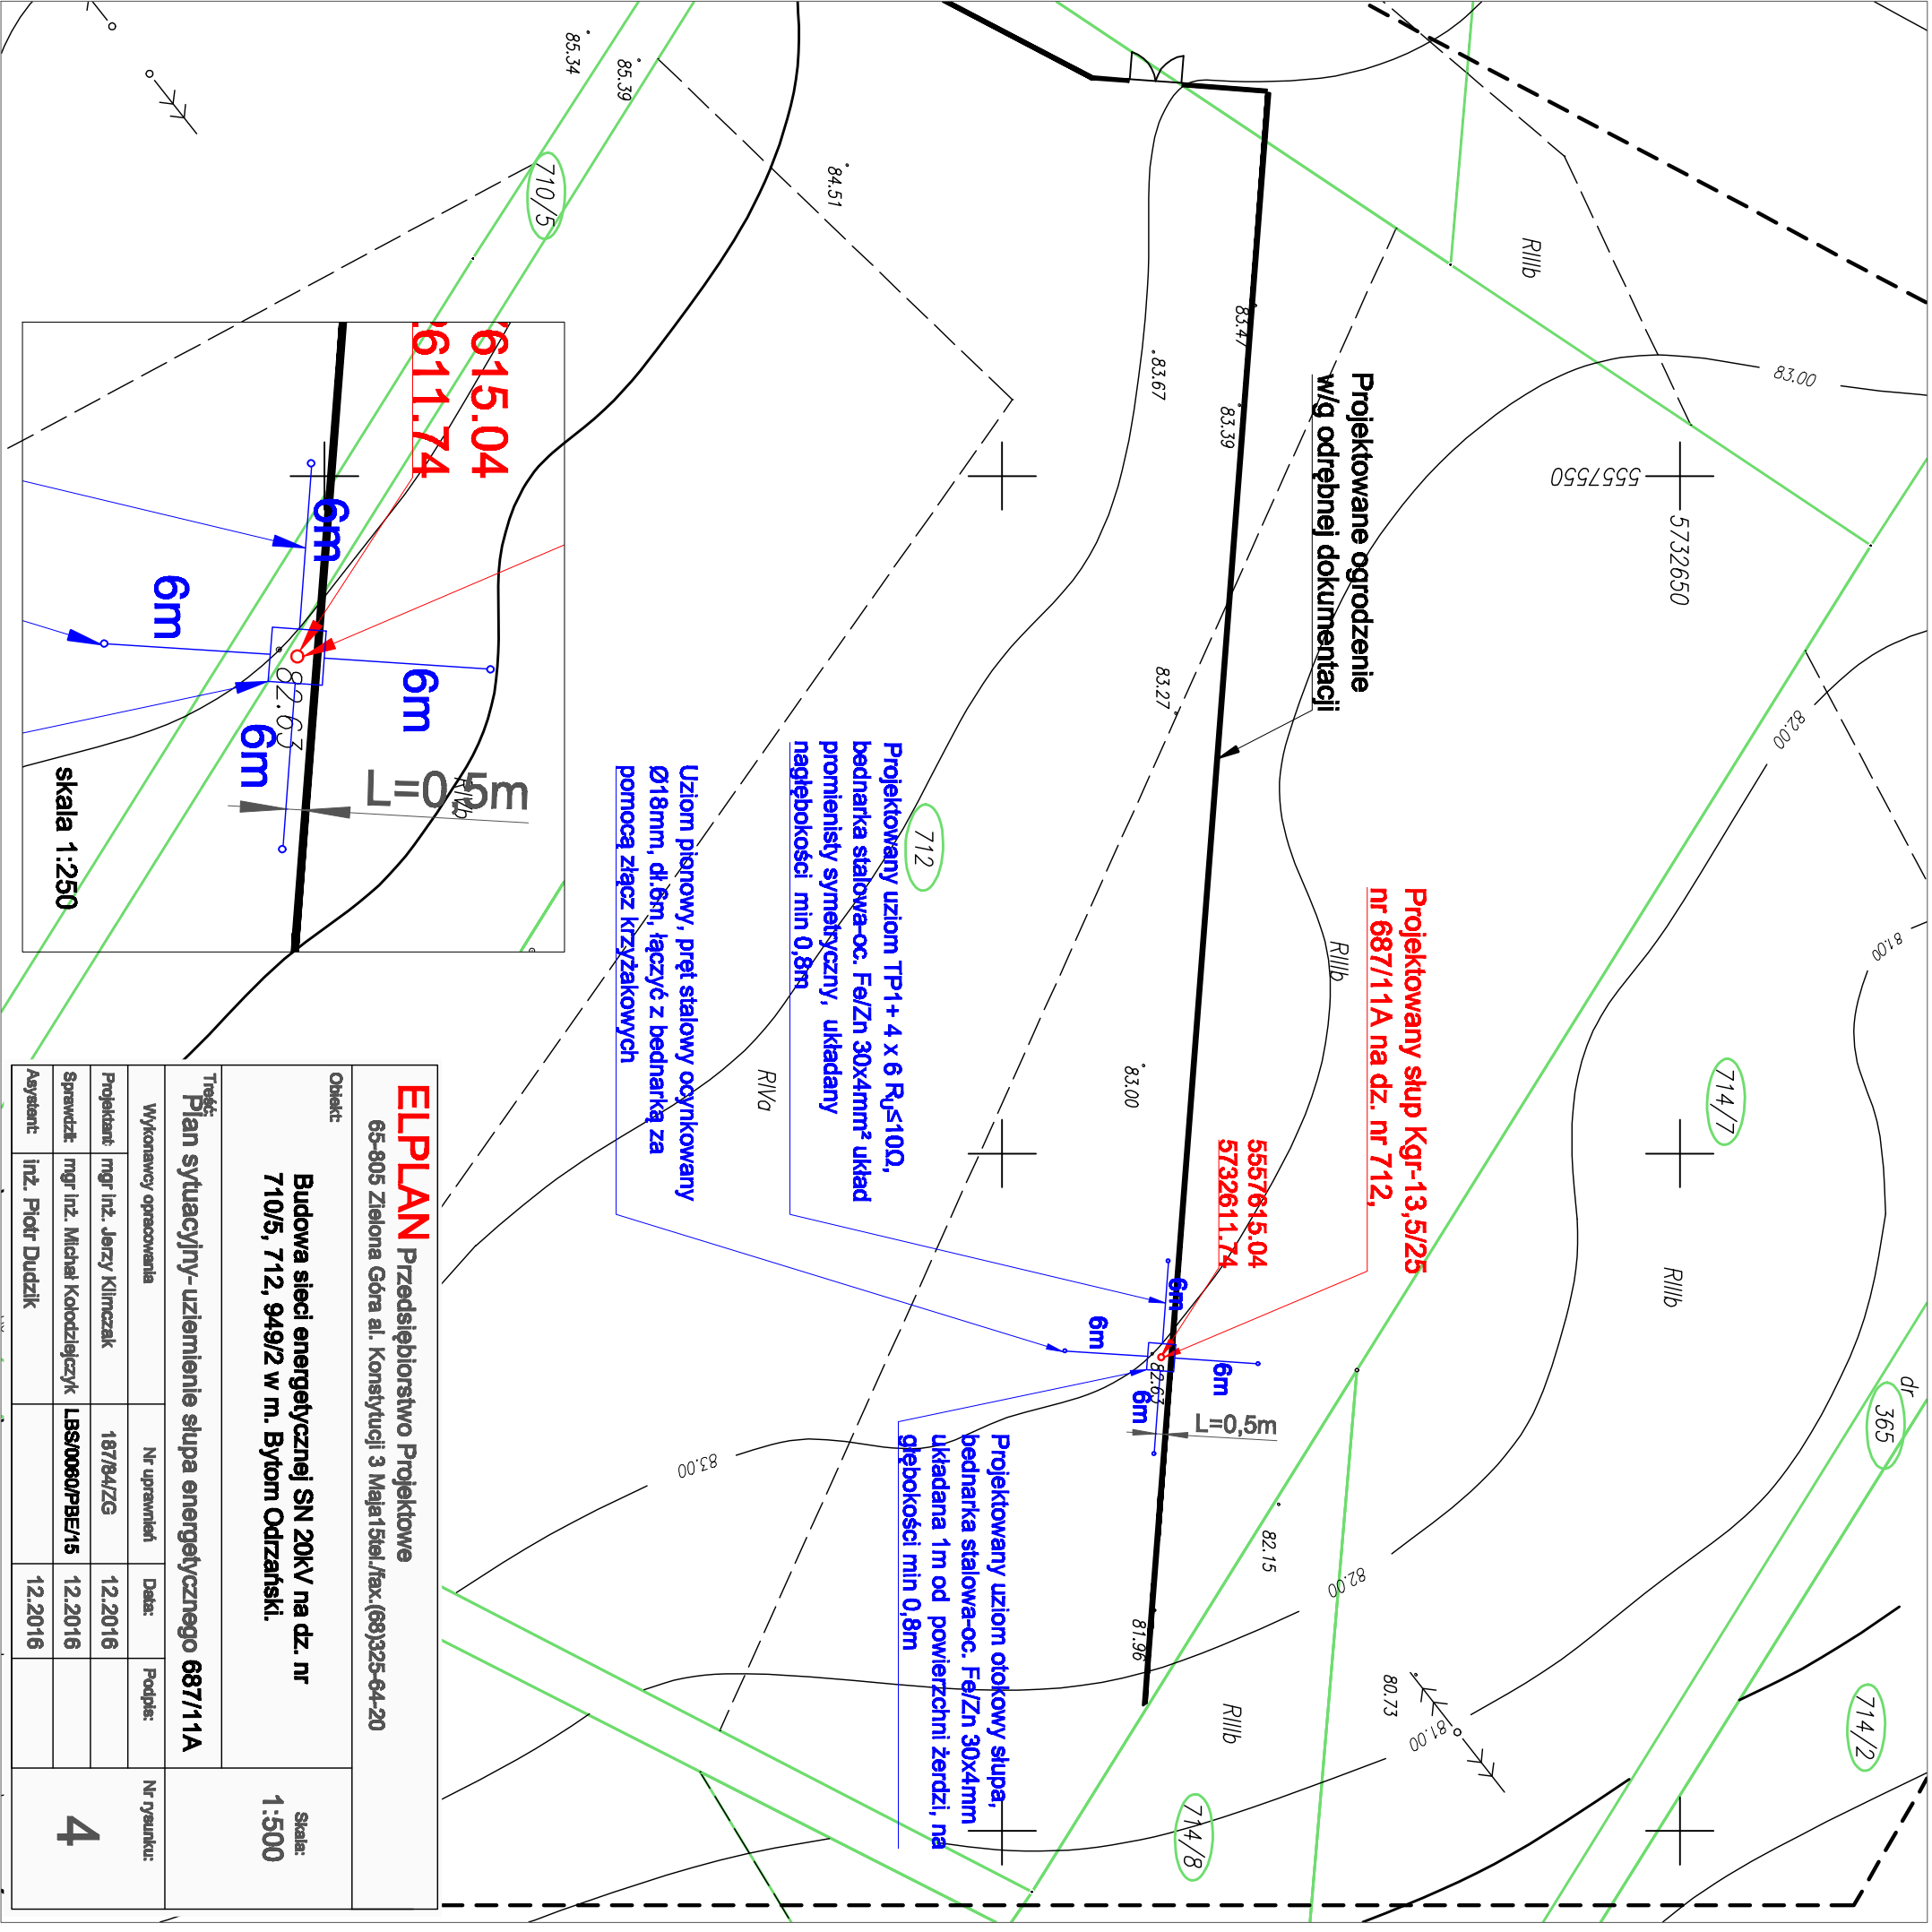 Projektowane ogrodzenie
w/g odrębnej dokumentacji
Projektowany słup Kgr-13,5/25
nr 687/11A na dz. nr 712,
5557615.04
5732611.74
Projektowany uziom TP1+ 4 x 6 RU≤10Ω,
bednarka stalowa-oc. Fe/Zn 30x4mm² układ
promienisty symetryczny, układany
nagłębokości min 0,8m
Uziom pionowy, pręt stalowy ocynkowany
Ø18mm, dł.6m, łączyć z bednarką za
pomocą złącz krzyżakowych
Projektowany uziom otokowy słupa,
bednarka stalowa-oc. Fe/Zn 30x4mm
układana 1m od powierzchni żerdzi, na
głębokości min 0,8m
6m
6m
6m
6m
L=0,5m
82.63
5557550
5732650
RIIIb
83.00
82.00
81.00
714/7
RIIIb
dr
365
714/2
RIIIb
83.47
83.39
83.67
83.27
83.00
82.15
81.96
80.73
81.00
82.00
RIIIb
714/8
84.51
85.39
85.34
710/5
712
RIVa
83.00
615.04
611.74
6m
6m
6m
6m
82.63
L=0,5m
RIVb
skala 1:250
ELPLAN Przedsiębiorstwo Projektowe
65-805 Zielona Góra al. Konstytucji 3 Maja15tel./fax.(68)325-64-20
Obiekt:
Budowa sieci energetycznej SN 20kV na dz. nr
710/5, 712, 949/2 w m. Bytom Odrzański.
Skala:
1:500
Treść:
Plan sytuacyjny-uziemienie słupa energetycznego 687/11A
Wykonawcy opracowania
Nr uprawnień
Data:
Podpis:
Nr rysunku:
Projektant: mgr inż. Jerzy Klimczak 187/84/ZG 12.2016
Sprawdził: mgr inż. Michał Kołodziejczyk LBS/0060/PBE/15 12.2016
Asystent: inż. Piotr Dudzik 12.2016
4